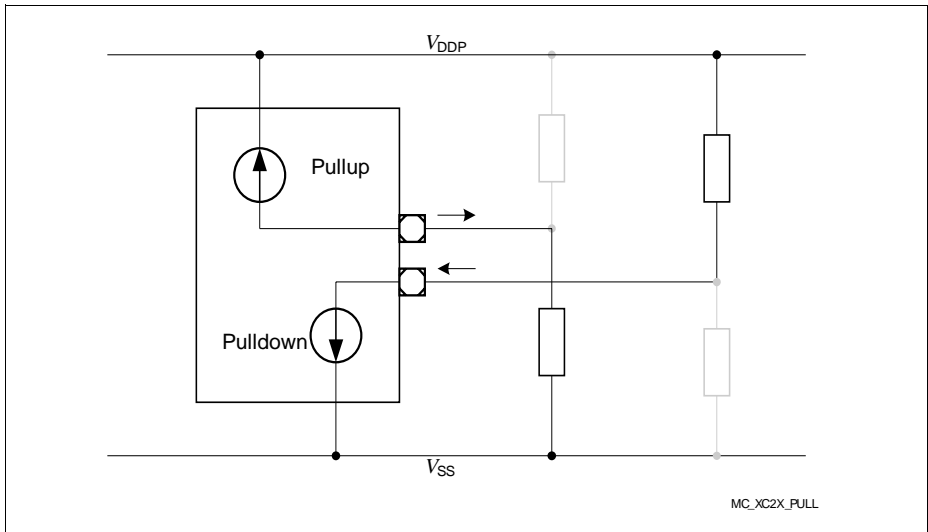 VDDP
Pullup
Pulldown
VSS
MC_XC2X_PULL